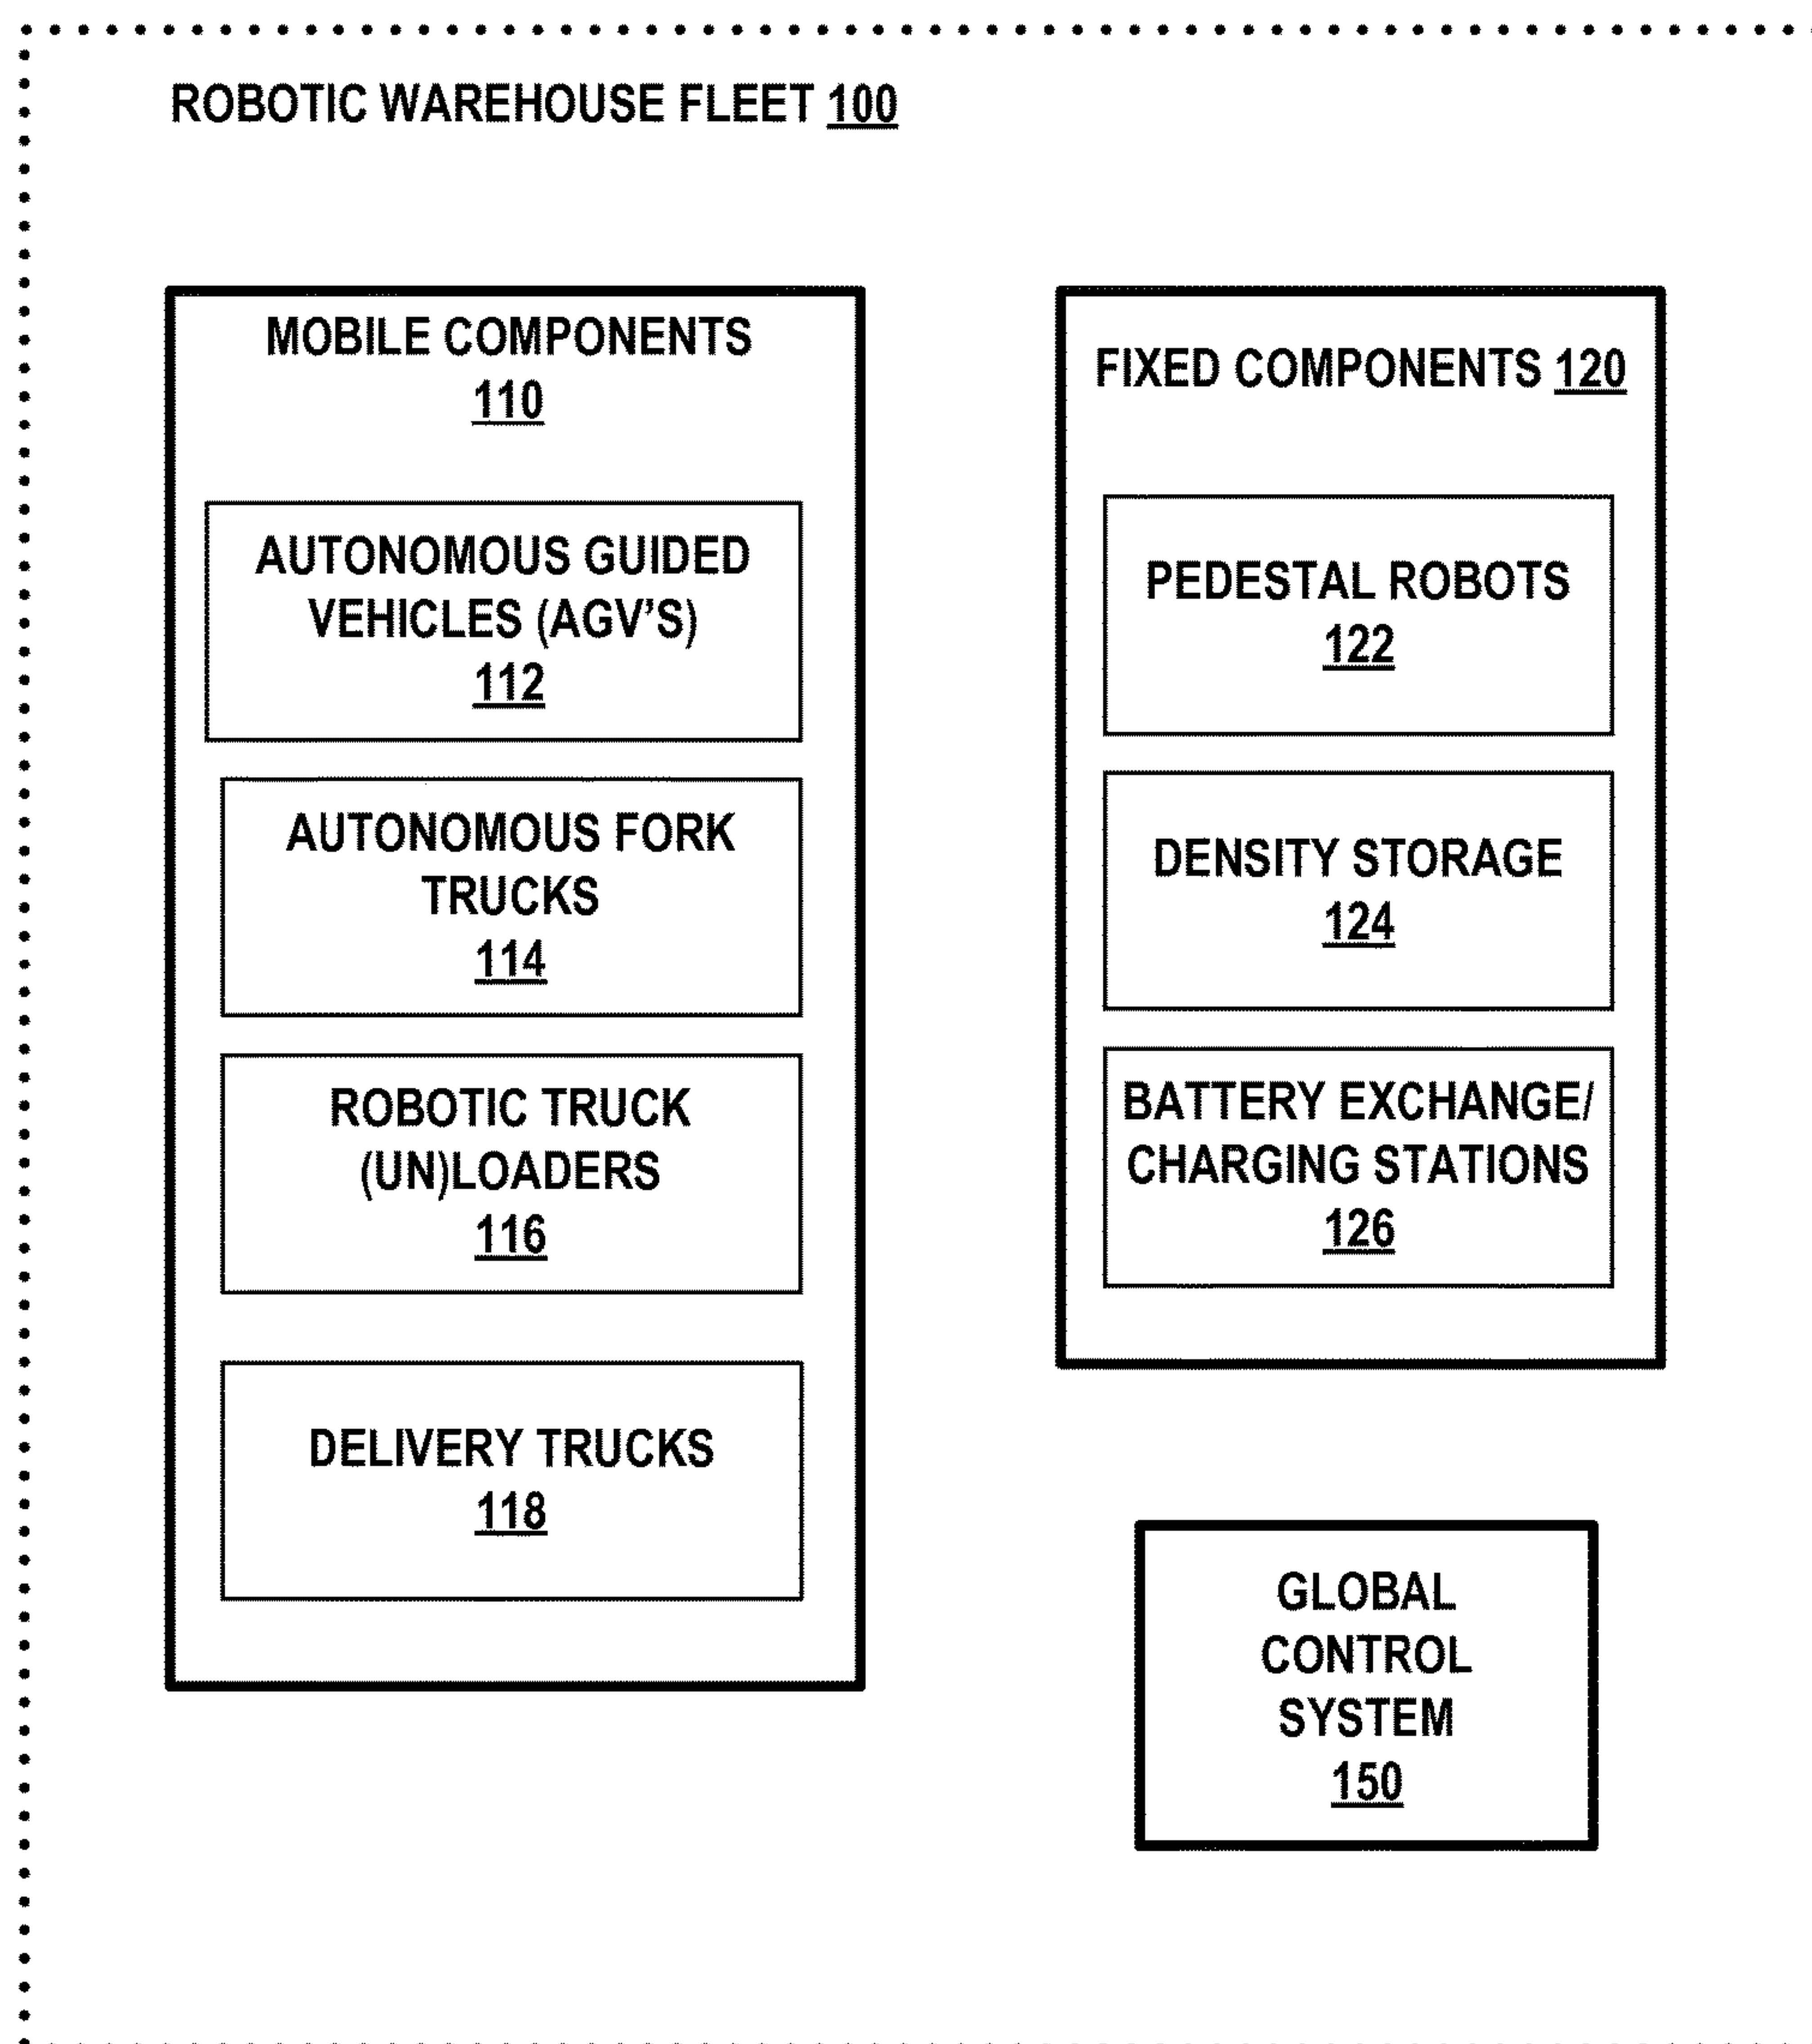 ROBOTIC WAREHOUSE FLEET 100
MOBILE COMPONENTS
110
AUTONOMOUS GUIDED
VEHICLES (AGV'S)
112
AUTONOMOUS FORK
TRUCKS
114
ROBOTIC TRUCK
(UN)LOADERS
116
DELIVERY TRUCKS
118
FIXED COMPONENTS 120
PEDESTAL ROBOTS
122
DENSITY STORAGE
124
BATTERY EXCHANGE/
CHARGING STATIONS
126
GLOBAL
CONTROL
SYSTEM
150